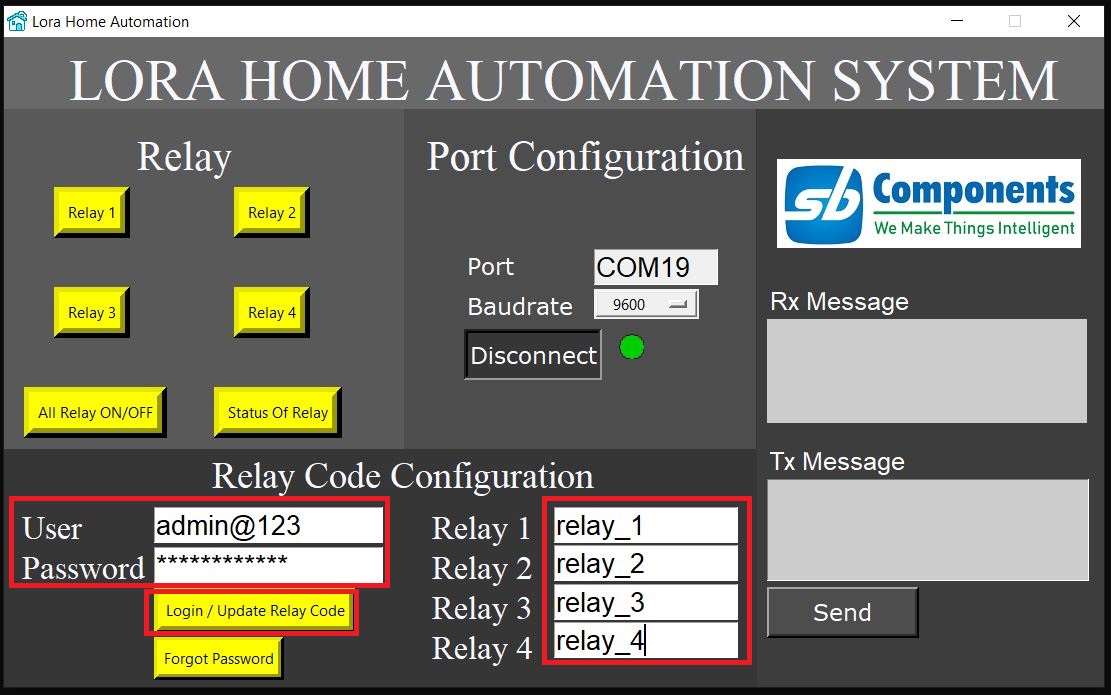 Lora Home Automation
LORA HOME AUTOMATION SYSTEM
Relay
Relay 1
Relay 2
Relay 3
Relay 4
All Relay ON/OFF
Status Of Relay
Port Configuration
Port
COM19
Baudrate
9600
Disconnect
sb Components
We Make Things Intelligent
Rx Message
Tx Message
Send
Relay Code Configuration
User
admin@123
Password
************
Login / Update Relay Code
Forgot Password
Relay 1
relay_1
Relay 2
relay_2
Relay 3
relay_3
Relay 4
relay_4